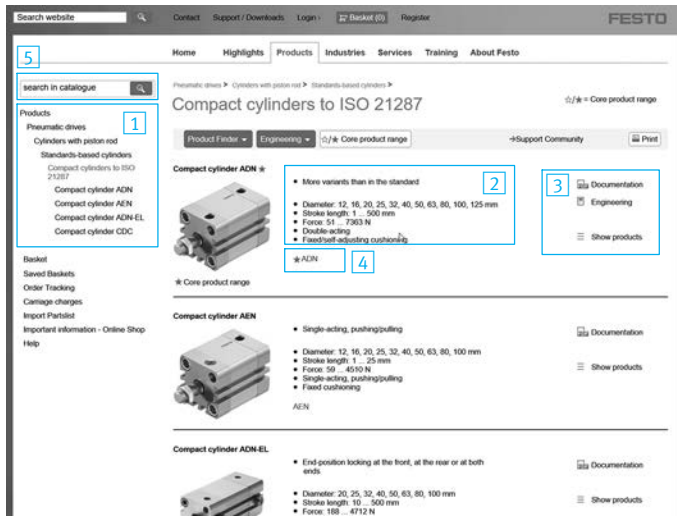 Search website
Contact Support / Downloads Login Basket (0) Register
FESTO
5
Home Highlights Products Industries Services Training About Festo
search in catalogue
Pneumatic drives > Cylinders with piston rod > Standards-based cylinders >
Compact cylinders to ISO 21287
☆/★ = Core product range
1
Products
Pneumatic drives
Cylinders with piston rod
Standards-based cylinders
Compact cylinders to ISO
21287
Compact cylinder ADN
Compact cylinder AEN
Compact cylinder ADN-EL
Compact cylinder CDC
Basket
Saved Baskets
Order Tracking
Carriage charges
Import Partslist
Important information - Online Shop
Help
Product Finder Engineering ☆/★ Core product range
→Support Community Print
Compact cylinder ADN ★
2
• More variants than in the standard
• Diameter: 12, 16, 20, 25, 32, 40, 50, 63, 80, 100, 125 mm
• Stroke length: 1 ... 500 mm
• Force: 51 ... 7363 N
• Double-acting
• Fixed/self-adjusting cushioning
★ADN
4
★ Core product range
3
Documentation
Engineering
Show products
Compact cylinder AEN
• Single-acting, pushing/pulling
• Diameter: 12, 16, 20, 25, 32, 40, 50, 63, 80, 100 mm
• Stroke length: 1 ... 25 mm
• Force: 59 ... 4510 N
• Single-acting, pushing/pulling
• Fixed cushioning
AEN
Documentation
Show products
Compact cylinder ADN-EL
• End-position locking at the front, at the rear or at both
ends
• Diameter: 20, 25, 32, 40, 50, 63, 80, 100 mm
• Stroke length: 10 ... 500 mm
• Force: 188 ... 4712 N
Documentation
Show products